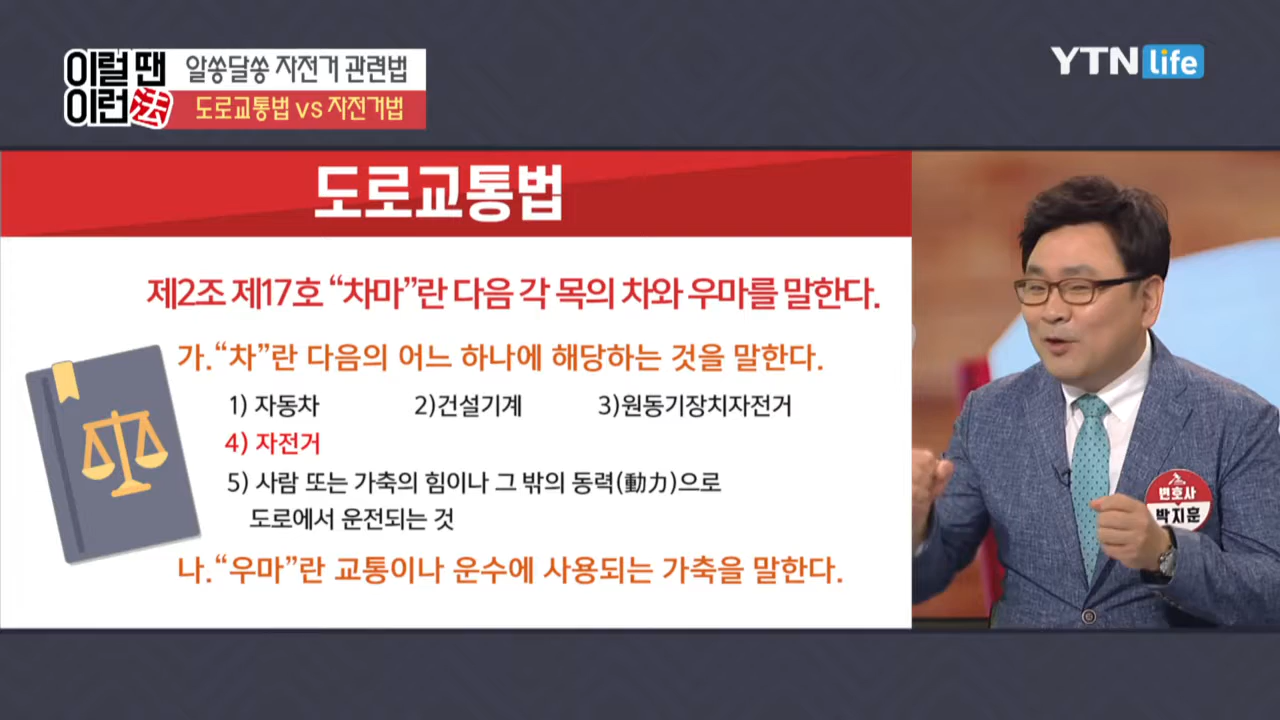 이럴 땐
이런法
알쏭달쏭 자전거 관련법
도로교통법 vs 자전거법
YTN life
도로교통법
제2조 제17호 “차마”란 다음 각 목의 차와 우마를 말한다.
가.“차”란 다음의 어느 하나에 해당하는 것을 말한다.
1) 자동차 2)건설기계 3)원동기장치자전거
4) 자전거
5) 사람 또는 가축의 힘이나 그 밖의 동력(動力)으로
도로에서 운전되는 것
나.“우마”란 교통이나 운수에 사용되는 가축을 말한다.
변호사
박지훈